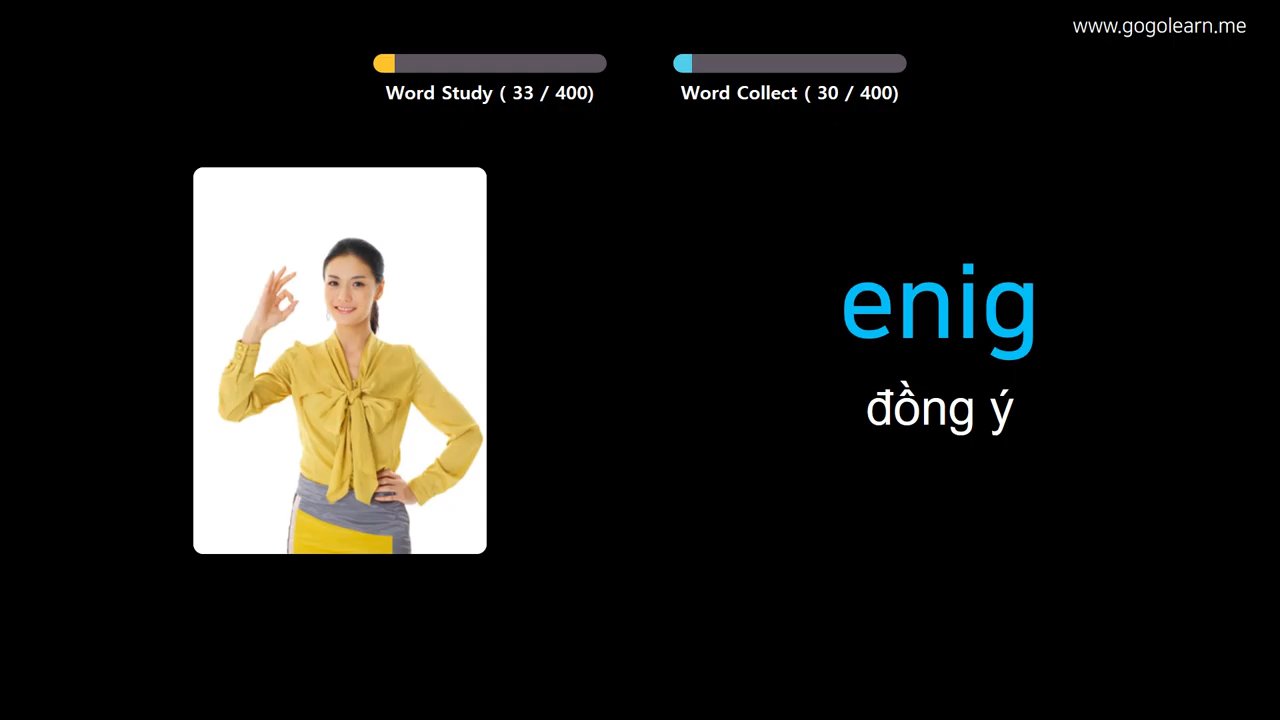 www.gogolearn.me
Word Study ( 33 / 400)
Word Collect ( 30 / 400)
enig
đồng ý